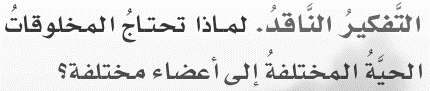 التَّفكيرُ النَّاقدُ. لماذا تحتاجُ المخلوقاتُ
الحيَّةُ المختلفةُ إلى أعضاء مختلفة؟